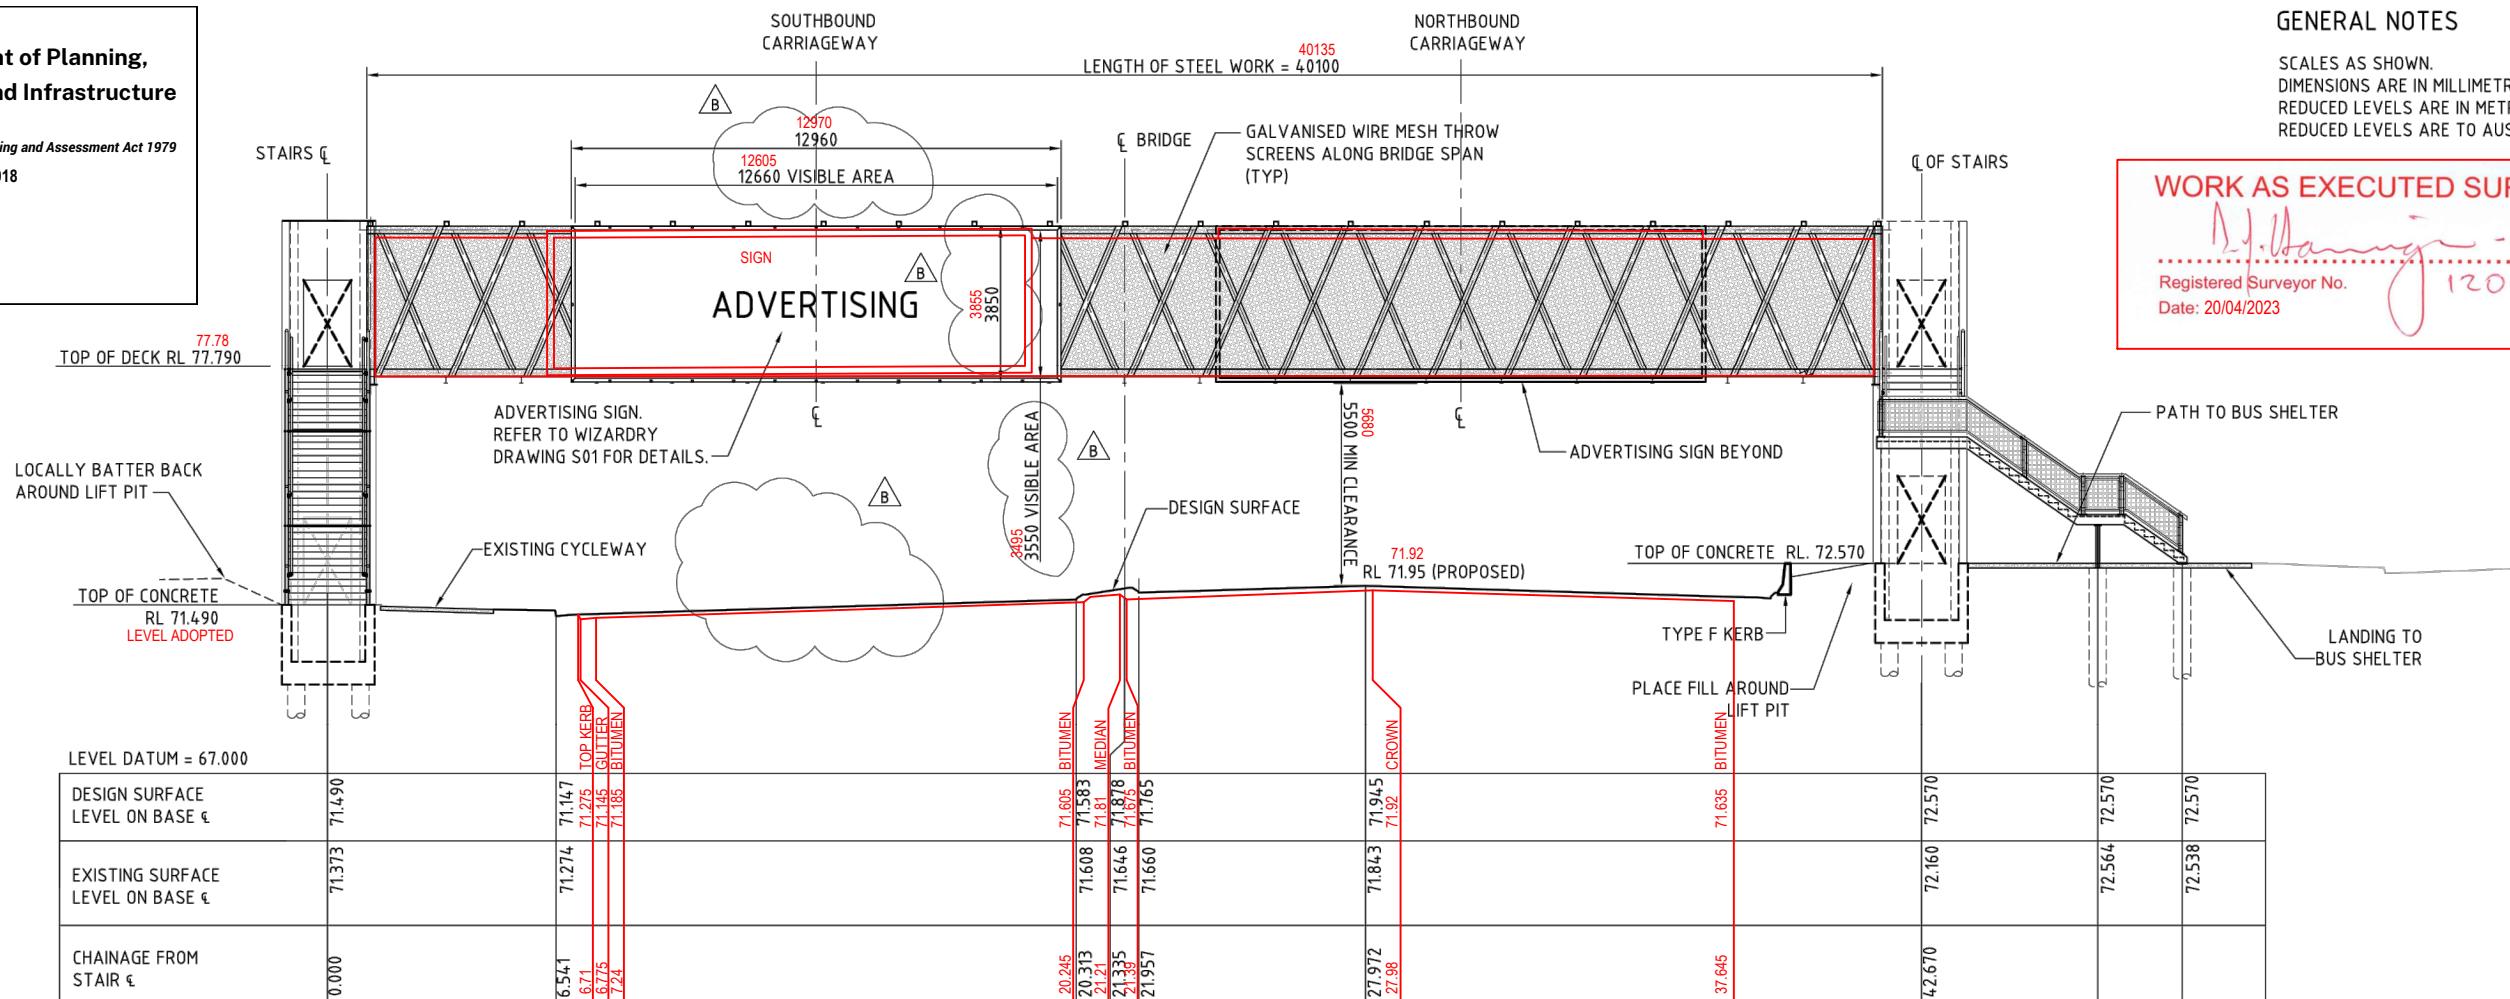 t of Planning,
d Infrastructure
ing and Assessment Act 1979
018
SOUTHBOUND
CARRIAGEWAY
NORTHBOUND
CARRIAGEWAY
40135
LENGTH OF STEEL WORK = 40100
GENERAL NOTES
SCALES AS SHOWN.
DIMENSIONS ARE IN MILLIMETR
REDUCED LEVELS ARE IN METR
REDUCED LEVELS ARE TO AUS
B
12970
12960
12605
12660 VISIBLE AREA
STAIRS ℄
℄ BRIDGE
GALVANISED WIRE MESH THROW
SCREENS ALONG BRIDGE SPAN
(TYP)
℄ OF STAIRS
WORK AS EXECUTED SUR
Registered Surveyor No.
120
Date: 20/04/2023
SIGN
ADVERTISING
B
3855
3850
77.78
TOP OF DECK RL 77.790
ADVERTISING SIGN.
REFER TO WIZARDRY
DRAWING S01 FOR DETAILS.
℄
℄
3495
3550 VISIBLE AREA
B
5680
5500 MIN CLEARANCE
ADVERTISING SIGN BEYOND
PATH TO BUS SHELTER
LOCALLY BATTER BACK
AROUND LIFT PIT
B
DESIGN SURFACE
EXISTING CYCLEWAY
71.92
RL 71.95 (PROPOSED)
TOP OF CONCRETE RL. 72.570
TOP OF CONCRETE
RL 71.490
LEVEL ADOPTED
TYPE F KERB
LANDING TO
BUS SHELTER
PLACE FILL AROUND
LIFT PIT
TOP KERB
GUTTER
BITUMEN
BITUMEN
MEDIAN
BITUMEN
CROWN
BITUMEN
LEVEL DATUM = 67.000
DESIGN SURFACE
LEVEL ON BASE ℄
71.490
71.147
71.275
71.145
71.185
71.605
71.583
71.81
71.878
71.675
71.765
71.945
71.92
71.635
72.570
72.570
72.570
EXISTING SURFACE
LEVEL ON BASE ℄
71.373
71.274
71.608
71.646
71.660
71.843
72.160
72.564
72.538
CHAINAGE FROM
STAIR ℄
0.000
6.541
6.71
6.775
7.24
20.245
20.313
21.21
21.335
21.39
21.957
27.972
27.98
37.645
42.670